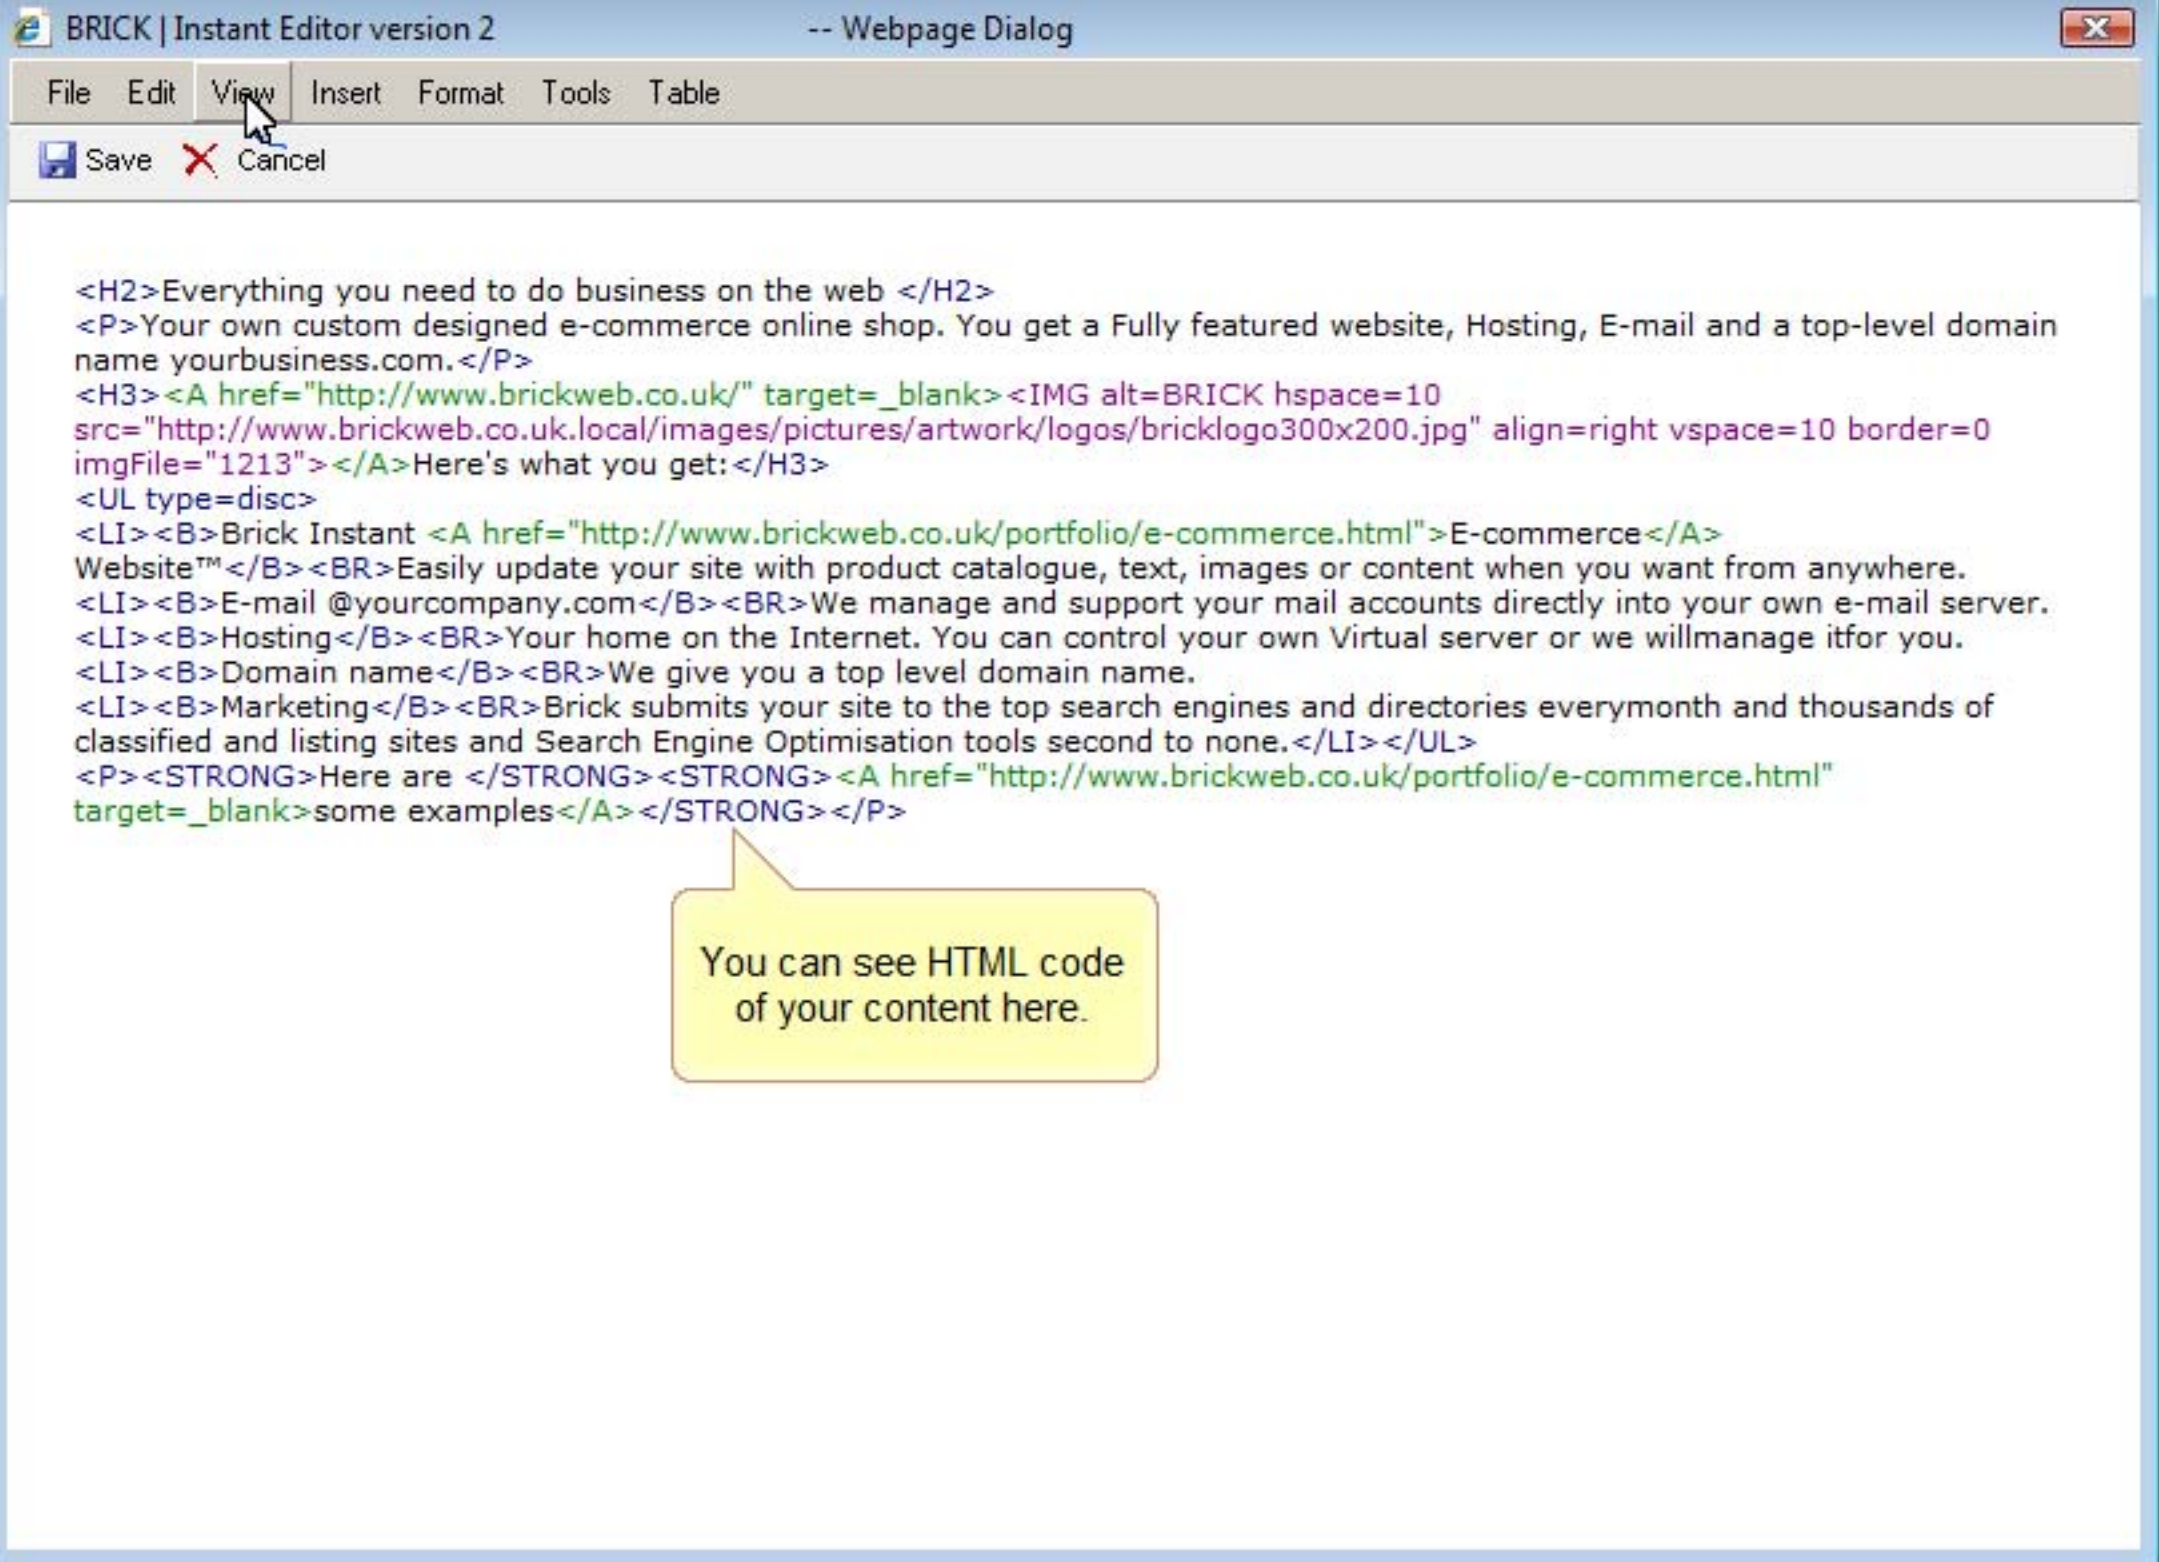 BRICK | Instant Editor version 2 -- Webpage Dialog
File Edit View Insert Format Tools Table
Save Cancel
<H2>Everything you need to do business on the web </H2>
<P>Your own custom designed e-commerce online shop. You get a Fully featured website, Hosting, E-mail and a top-level domain
name yourbusiness.com.</P>
<H3><A href="http://www.brickweb.co.uk/" target=_blank><IMG alt=BRICK hspace=10
src="http://www.brickweb.co.uk.local/images/pictures/artwork/logos/bricklogo300x200.jpg" align=right vspace=10 border=0
imgFile="1213"></A>Here's what you get:</H3>
<UL type=disc>
<LI><B>Brick Instant <A href="http://www.brickweb.co.uk/portfolio/e-commerce.html">E-commerce</A>
Website™</B><BR>Easily update your site with product catalogue, text, images or content when you want from anywhere.
<LI><B>E-mail @yourcompany.com</B><BR>We manage and support your mail accounts directly into your own e-mail server.
<LI><B>Hosting</B><BR>Your home on the Internet. You can control your own Virtual server or we willmanage itfor you.
<LI><B>Domain name</B><BR>We give you a top level domain name.
<LI><B>Marketing</B><BR>Brick submits your site to the top search engines and directories everymonth and thousands of
classified and listing sites and Search Engine Optimisation tools second to none.</LI></UL>
<P><STRONG>Here are </STRONG><STRONG><A href="http://www.brickweb.co.uk/portfolio/e-commerce.html"
target=_blank>some examples</A></STRONG></P>
You can see HTML code
of your content here.